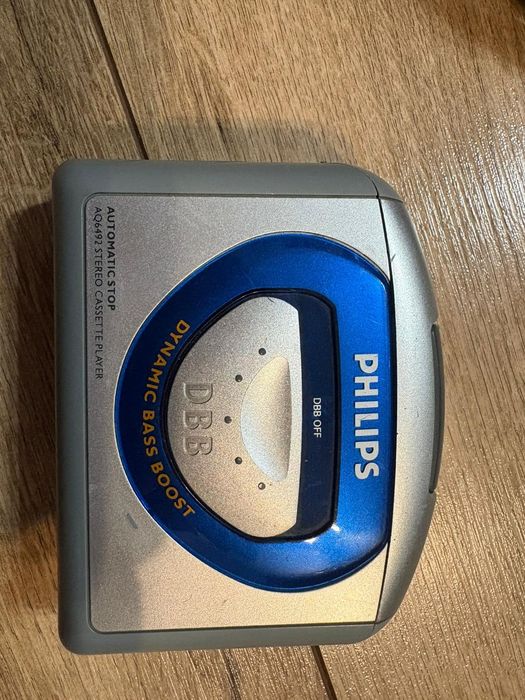 PHILIPS
DBB OFF
DBB
DYNAMIC BASS BOOST
AUTOMATIC STOP
AQ6492 STEREO CASSETTE PLAYER